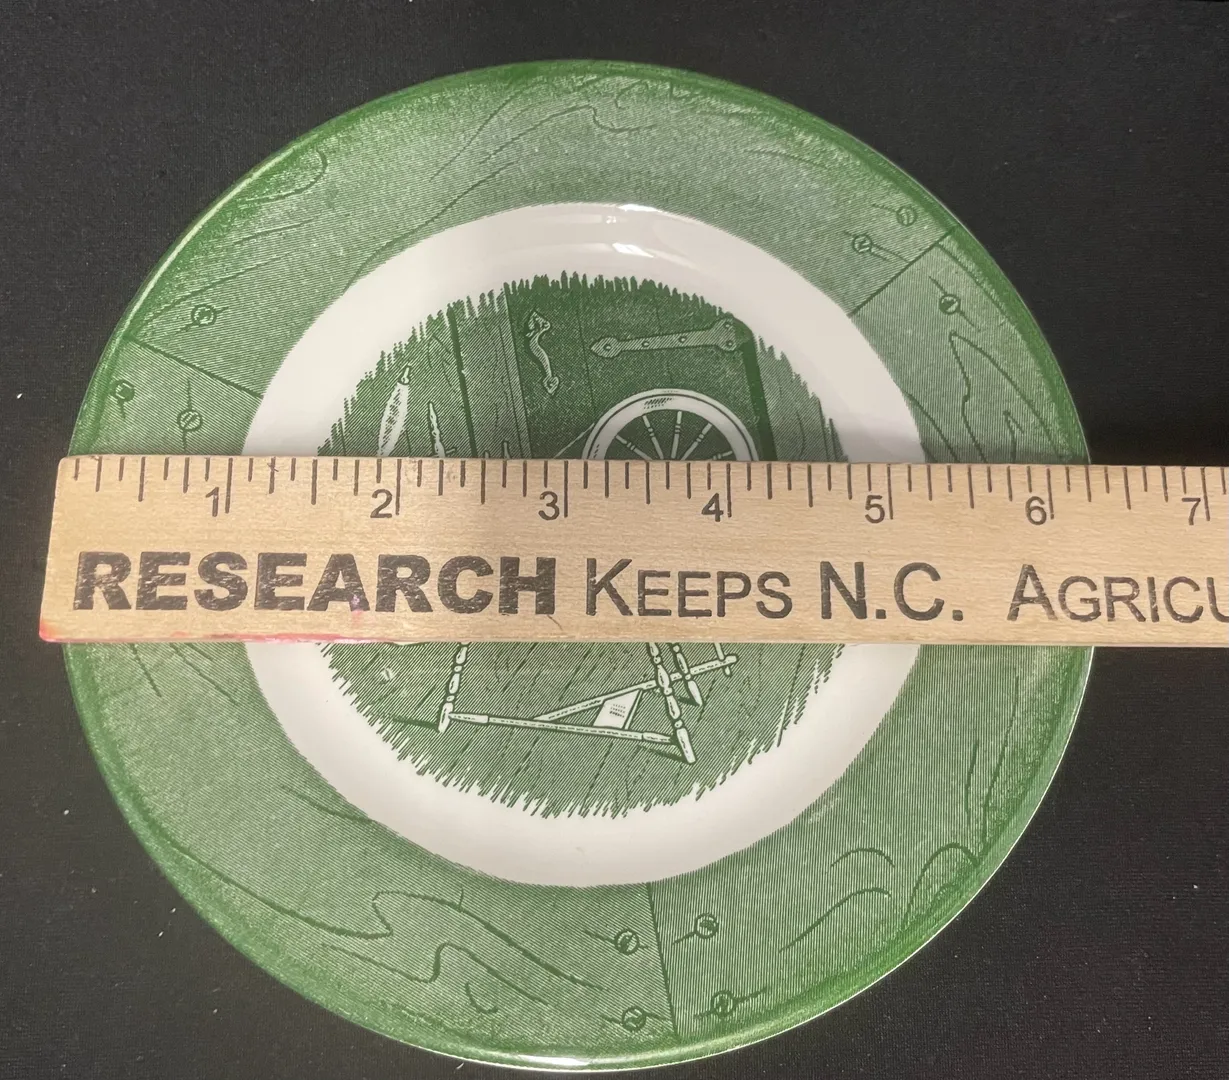 1 2 3 4 5 6 7
RESEARCH KEEPS N.C. AGRICU